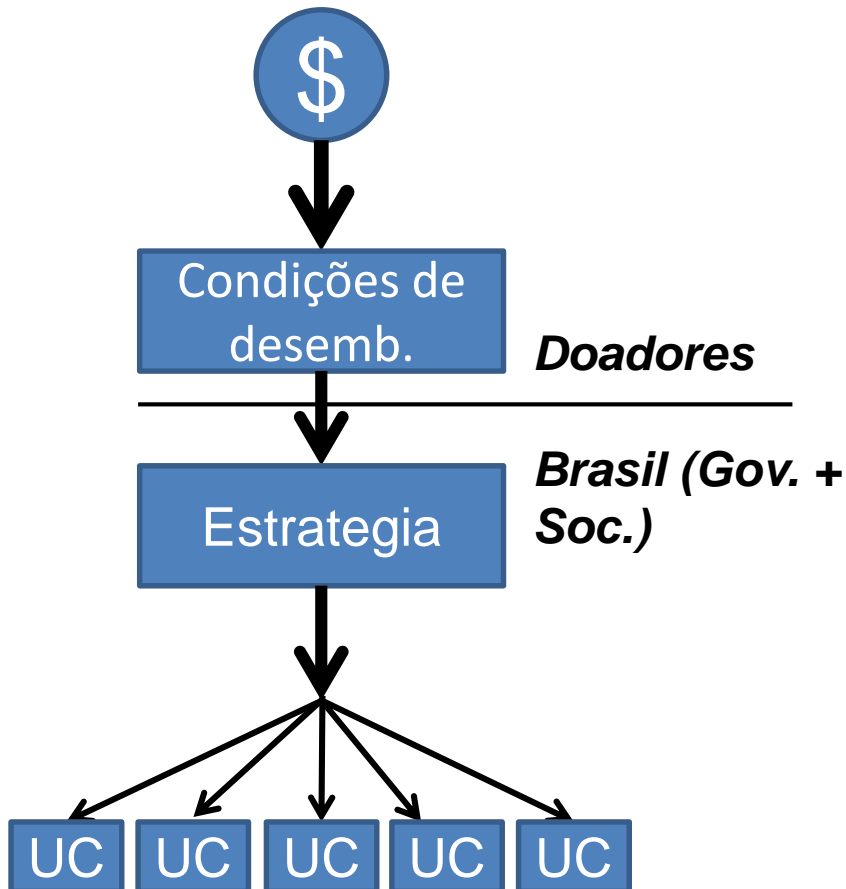 $
Condições de
desemb.
Doadores
Brasil (Gov. +
Soc.)
Estrategia
UC UC UC UC UC